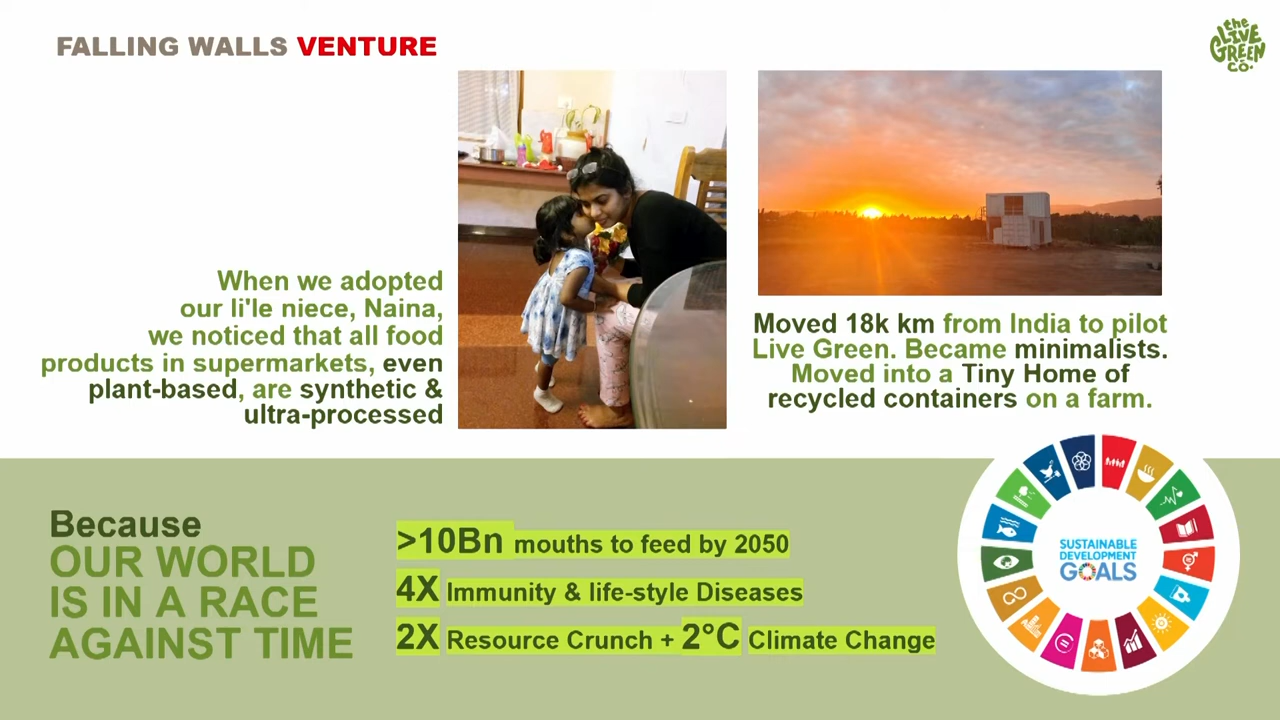 FALLING WALLS VENTURE
the
LIVE
GREEN
CO.
When we adopted
our li'le niece, Naina,
we noticed that all food
products in supermarkets, even
plant-based, are synthetic &
ultra-processed
Moved 18k km from India to pilot
Live Green. Became minimalists.
Moved into a Tiny Home of
recycled containers on a farm.
Because
OUR WORLD
IS IN A RACE
AGAINST TIME
>10Bn mouths to feed by 2050
4X Immunity & life-style Diseases
2X Resource Crunch + 2°C Climate Change
SUSTAINABLE
DEVELOPMENT
GOALS